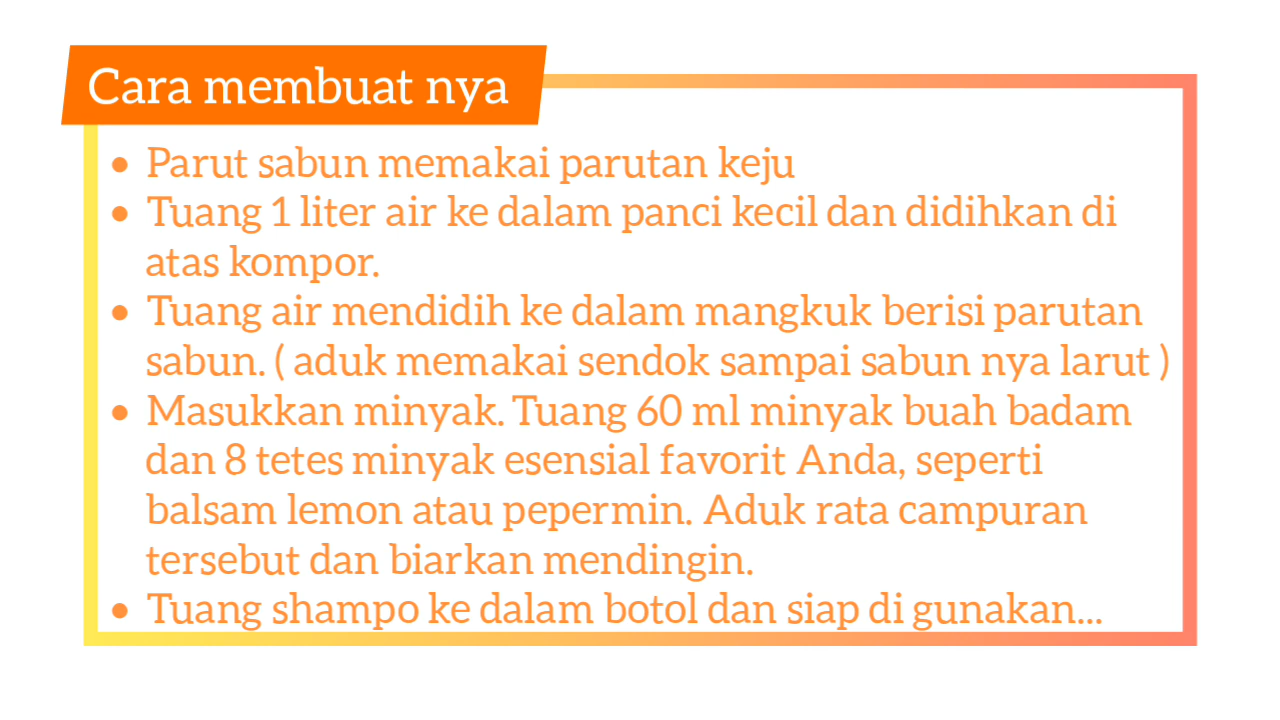 Cara membuat nya
• Parut sabun memakai parutan keju
• Tuang 1 liter air ke dalam panci kecil dan didihkan di
atas kompor.
• Tuang air mendidih ke dalam mangkuk berisi parutan
sabun. ( aduk memakai sendok sampai sabun nya larut )
• Masukkan minyak. Tuang 60 ml minyak buah badam
dan 8 tetes minyak esensial favorit Anda, seperti
balsam lemon atau pepermin. Aduk rata campuran
tersebut dan biarkan mendingin.
• Tuang shampo ke dalam botol dan siap di gunakan...